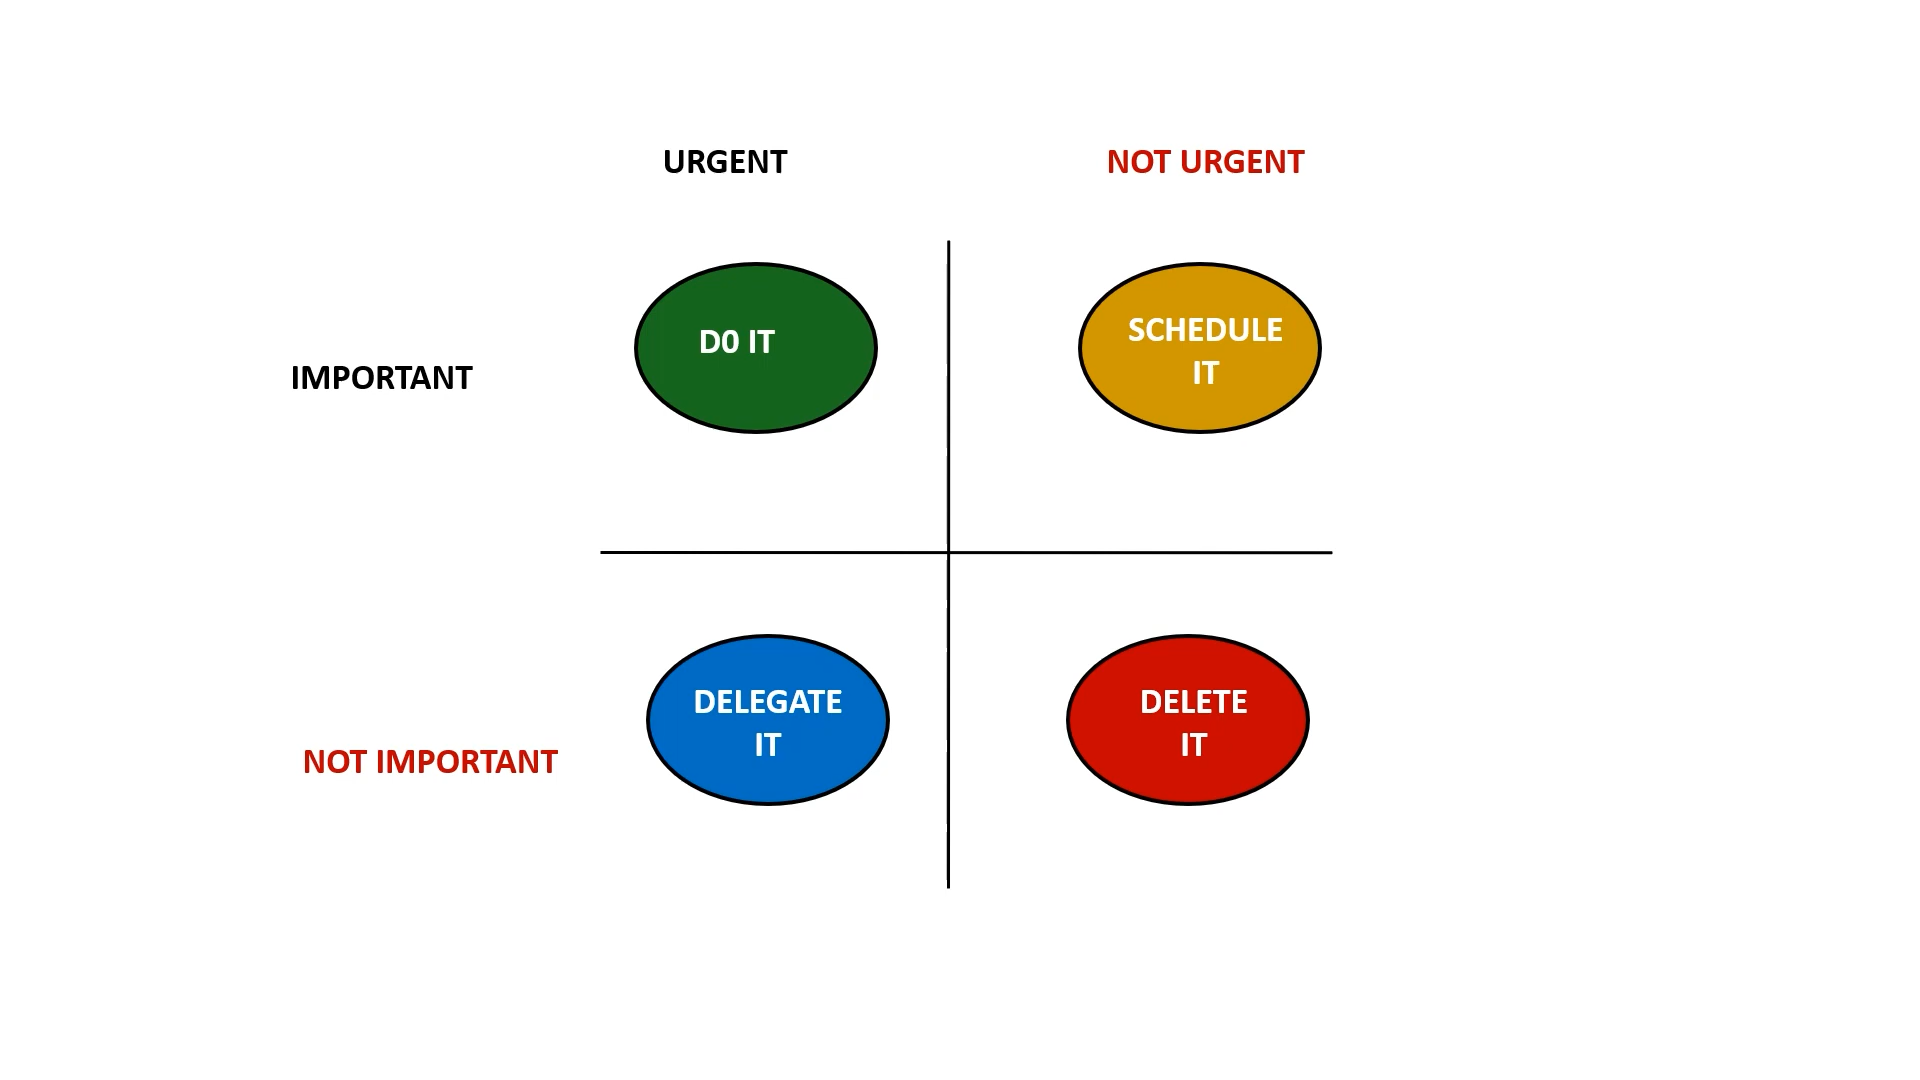 URGENT
NOT URGENT
D0 IT
SCHEDULE
IT
IMPORTANT
DELEGATE
IT
DELETE
IT
NOT IMPORTANT